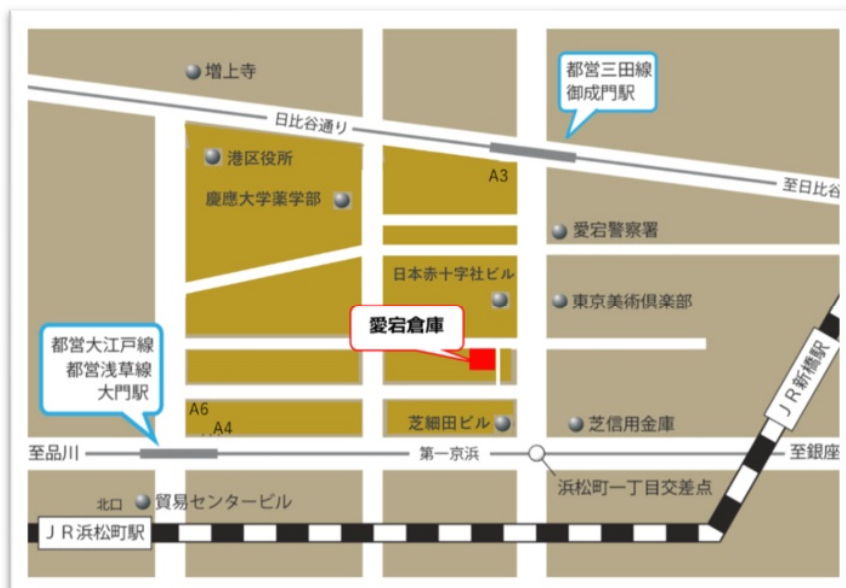 増上寺
都営三田線
御成門駅
日比谷通り
港区役所
A3
至日比谷
慶應大学薬学部
愛宕警察署
日本赤十字社ビル
東京美術倶楽部
愛宕倉庫
都営大江戸線
都営浅草線
大門駅
JR新橋駅
A6
A4
芝細田ビル
芝信用金庫
至品川
第一京浜
至銀座
浜松町一丁目交差点
北口
貿易センタービル
JR浜松町駅